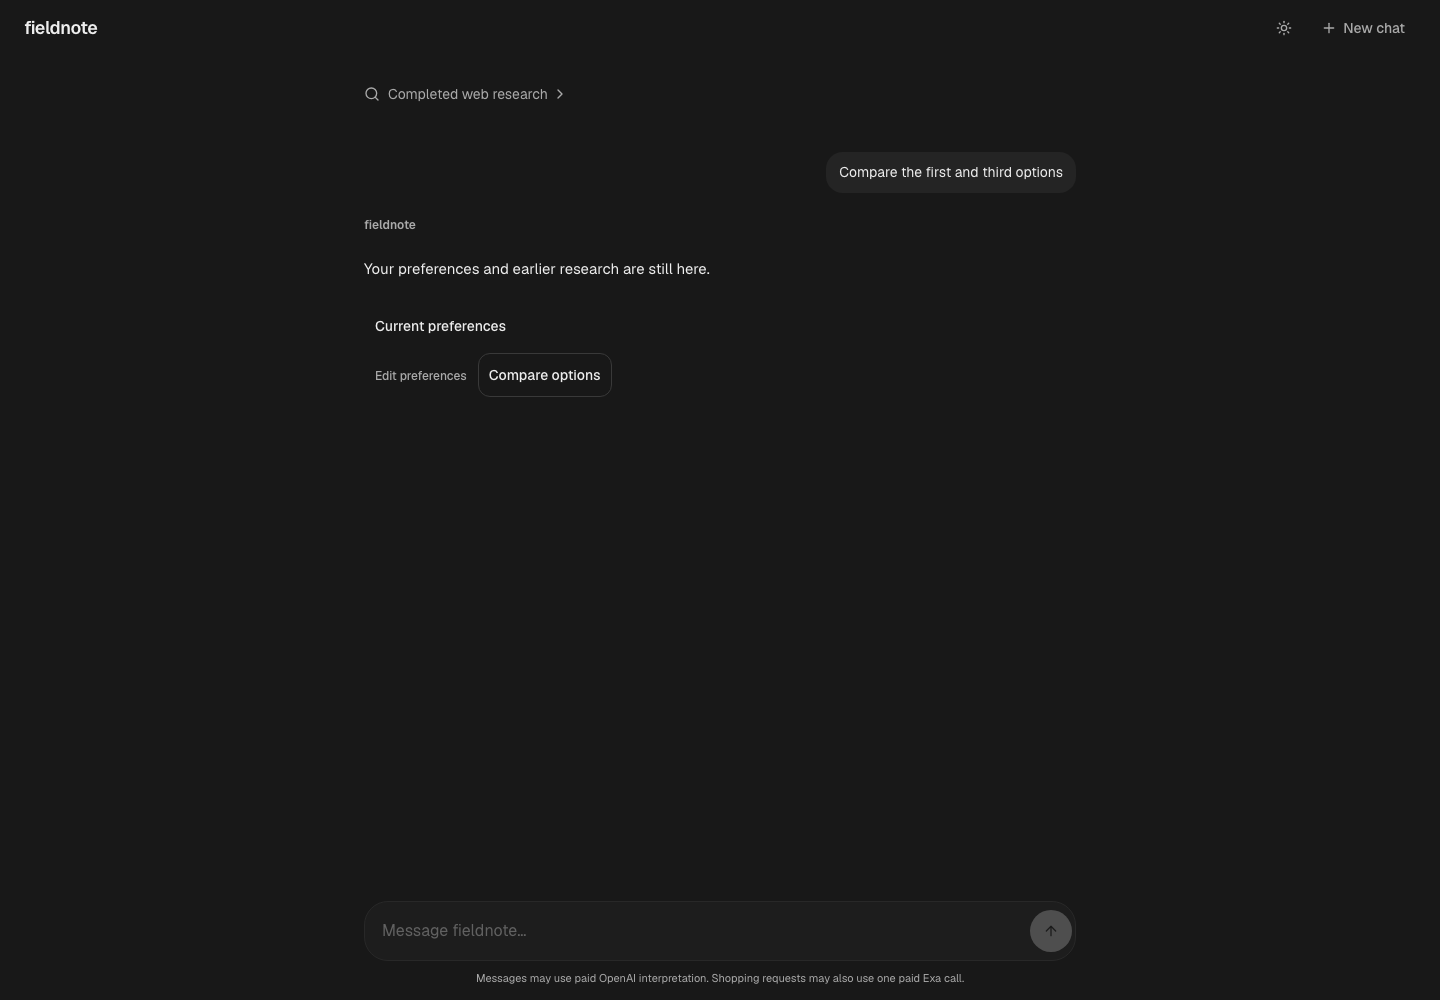 fieldnote
New chat
Completed web research
Compare the first and third options
fieldnote
Your preferences and earlier research are still here.
Current preferences
Edit preferences
Compare options
Message fieldnote...
Messages may use paid OpenAI interpretation. Shopping requests may also use one paid Exa call.